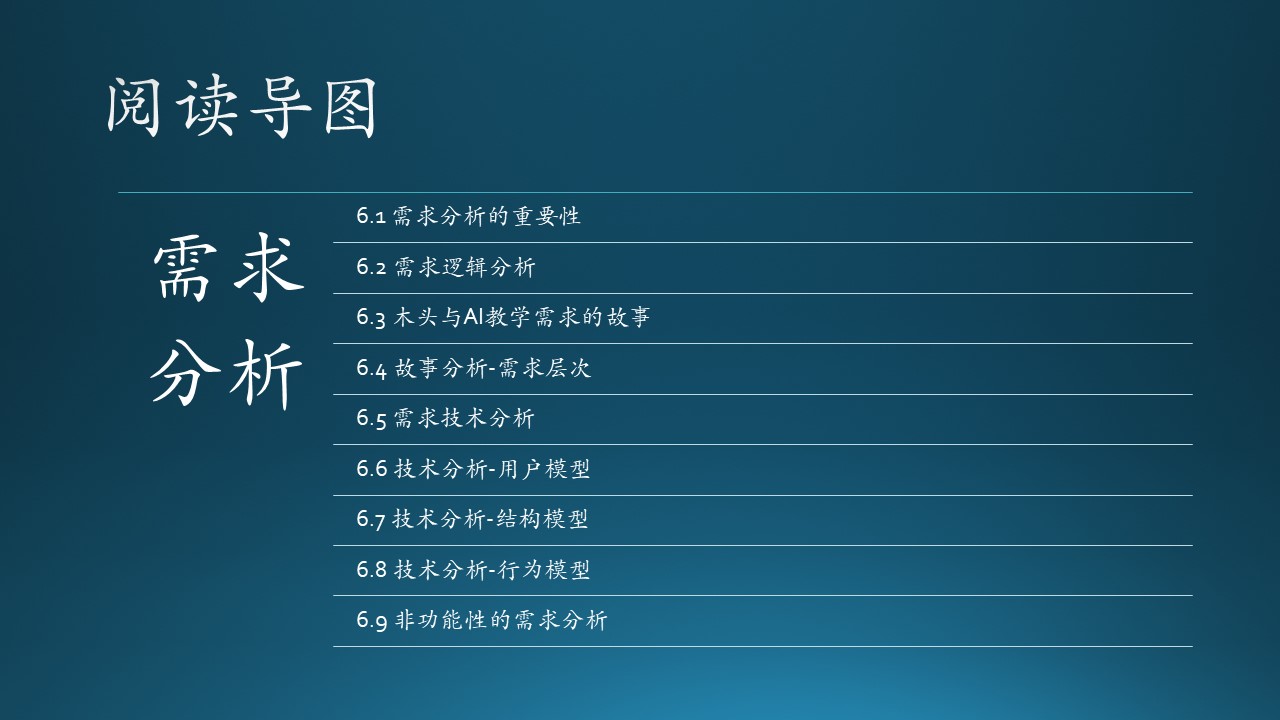 阅读导图
需求
分析
6.1 需求分析的重要性
6.2 需求逻辑分析
6.3 木头与AI教学需求的故事
6.4 故事分析-需求层次
6.5 需求技术分析
6.6 技术分析-用户模型
6.7 技术分析-结构模型
6.8 技术分析-行为模型
6.9 非功能性的需求分析